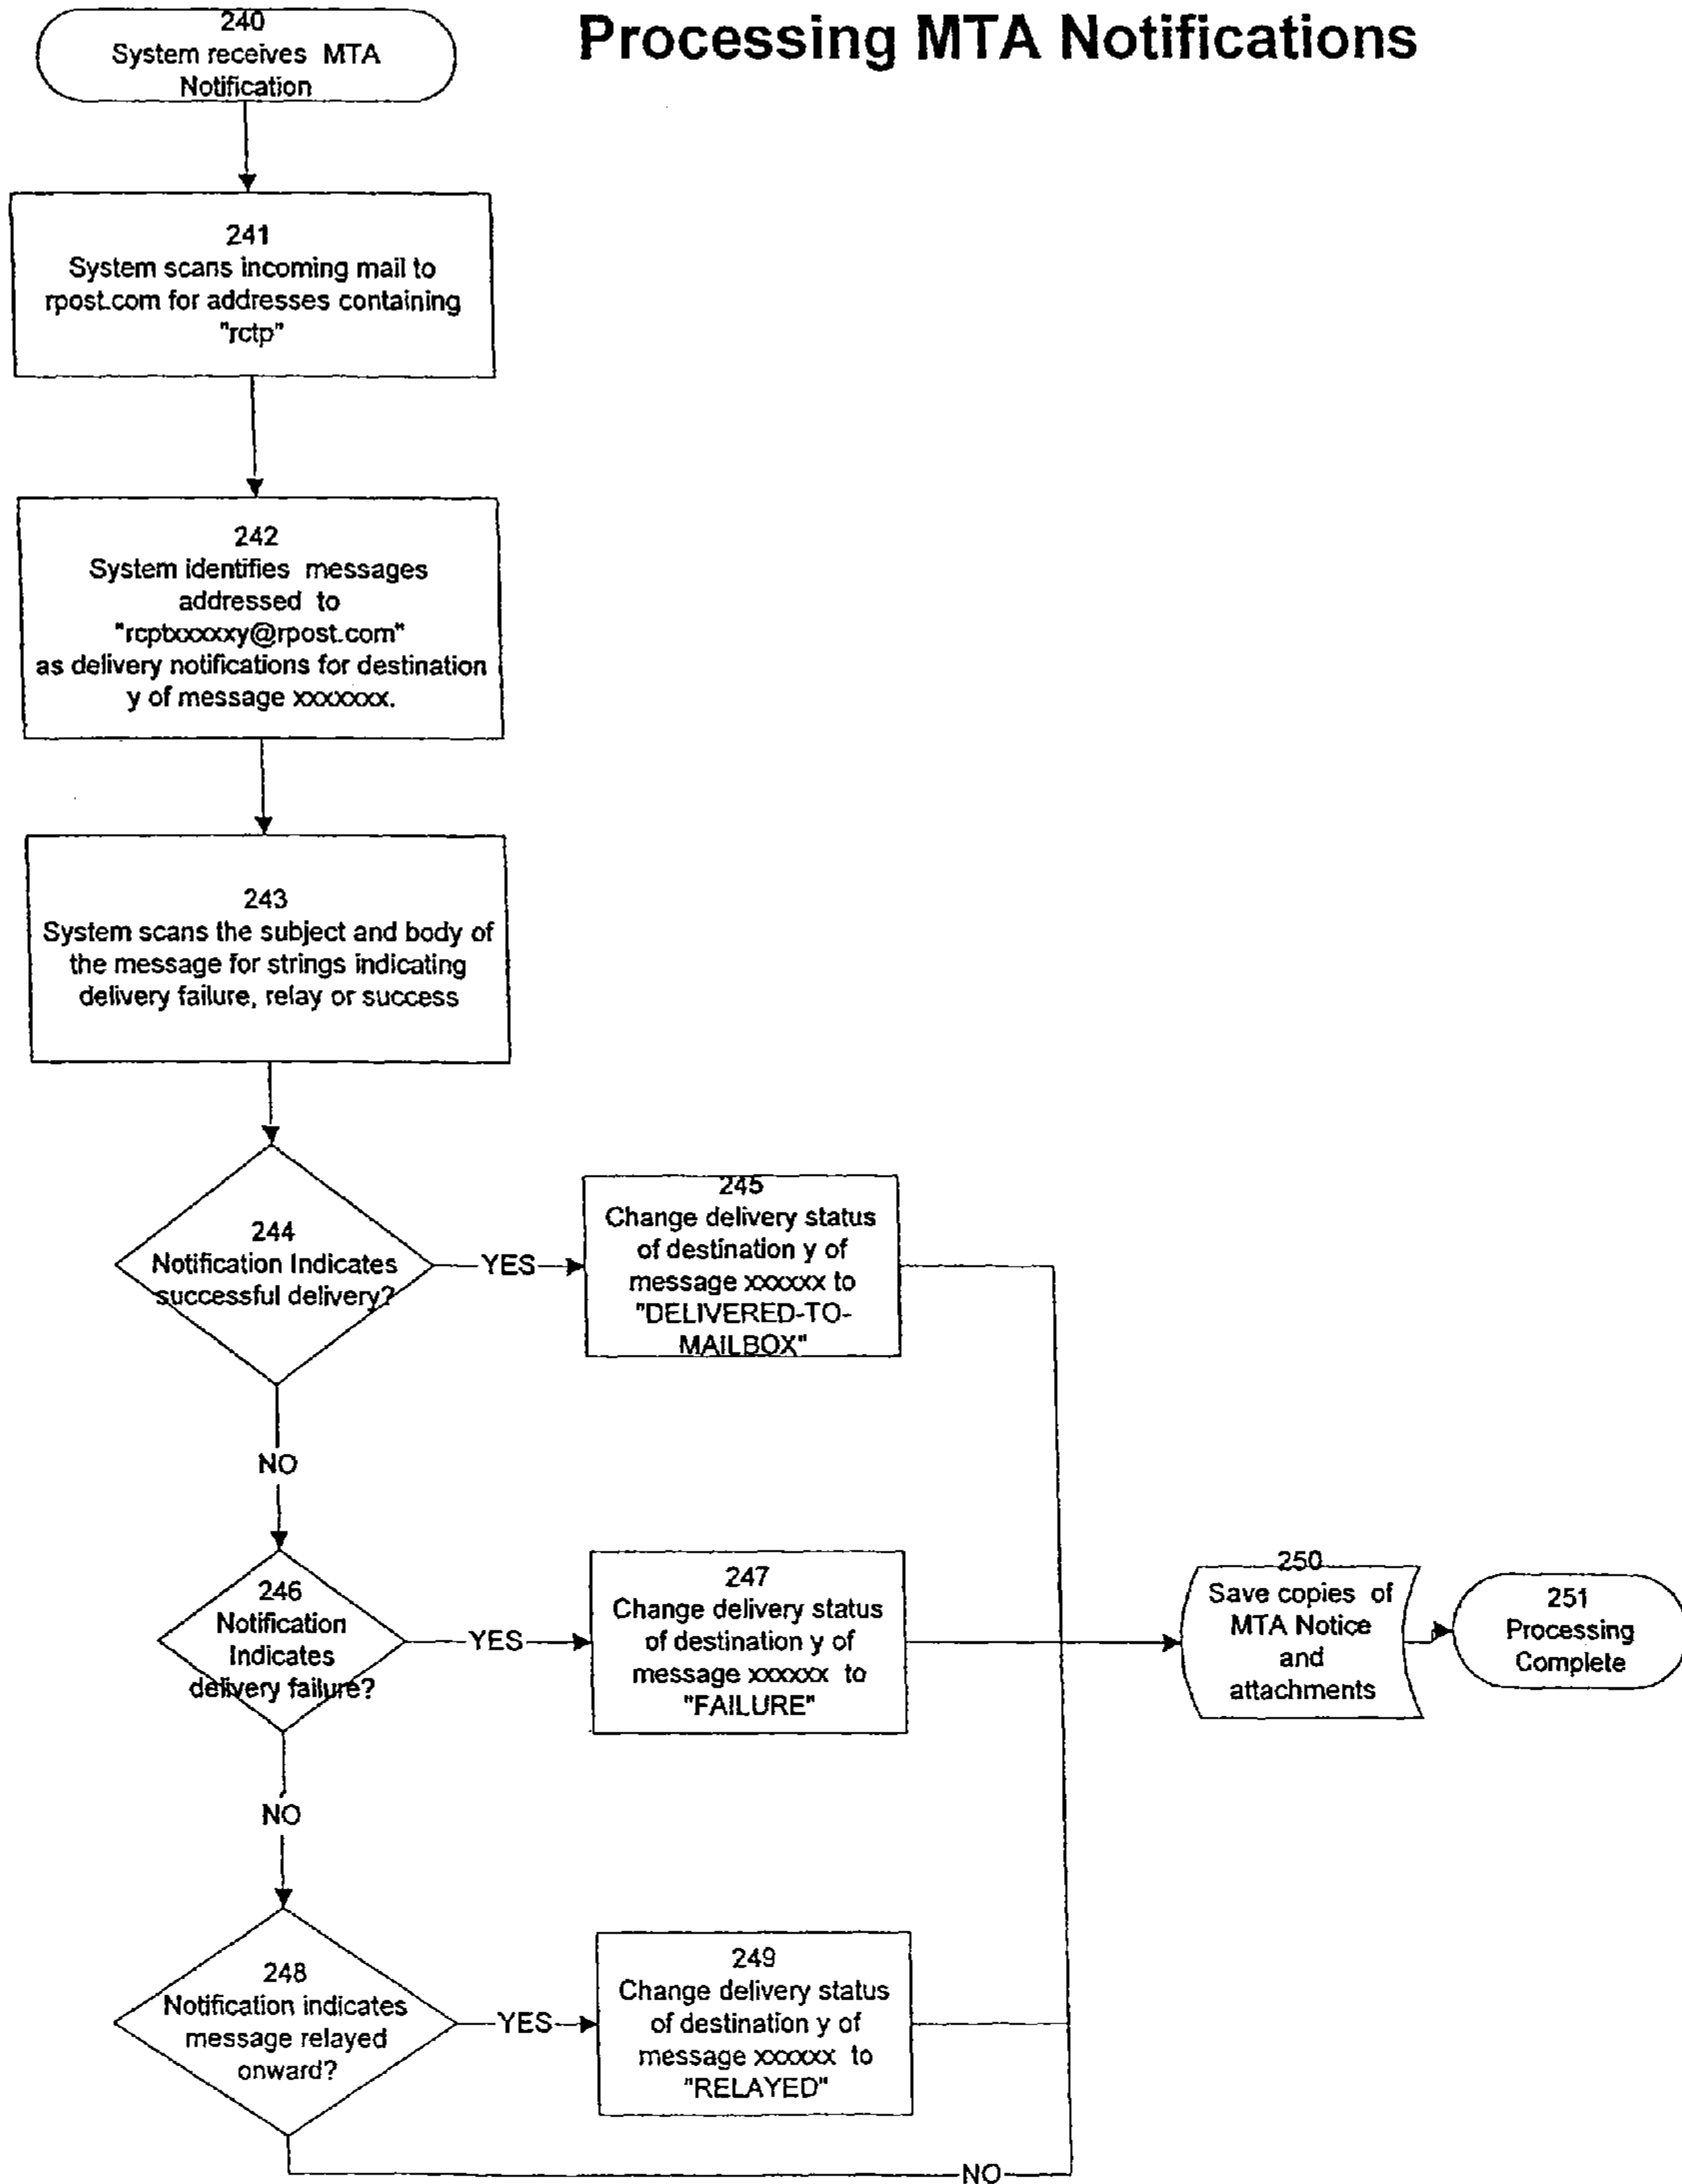 Processing MTA Notifications
240
System receives MTA
Notification
241
System scans incoming mail to
rpost.com for addresses containing
"rctp"
242
System identifies messages
addressed to
"rcptxxxxxy@rpost.com"
as delivery notifications for destination
y of message xxxxxxx.
243
System scans the subject and body of
the message for strings indicating
delivery failure, relay or success
244
Notification Indicates
successful delivery?
YES
245
Change delivery status
of destination y of
message xxxxxx to
"DELIVERED-TO-
MAILBOX"
NO
246
Notification
Indicates
delivery failure?
YES
247
Change delivery status
of destination y of
message xxxxxx to
"FAILURE"
250
Save copies of
MTA Notice
and
attachments
251
Processing
Complete
NO
248
Notification indicates
message relayed
onward?
YES
249
Change delivery status
of destination y of
message xxxxxx to
"RELAYED"
NO